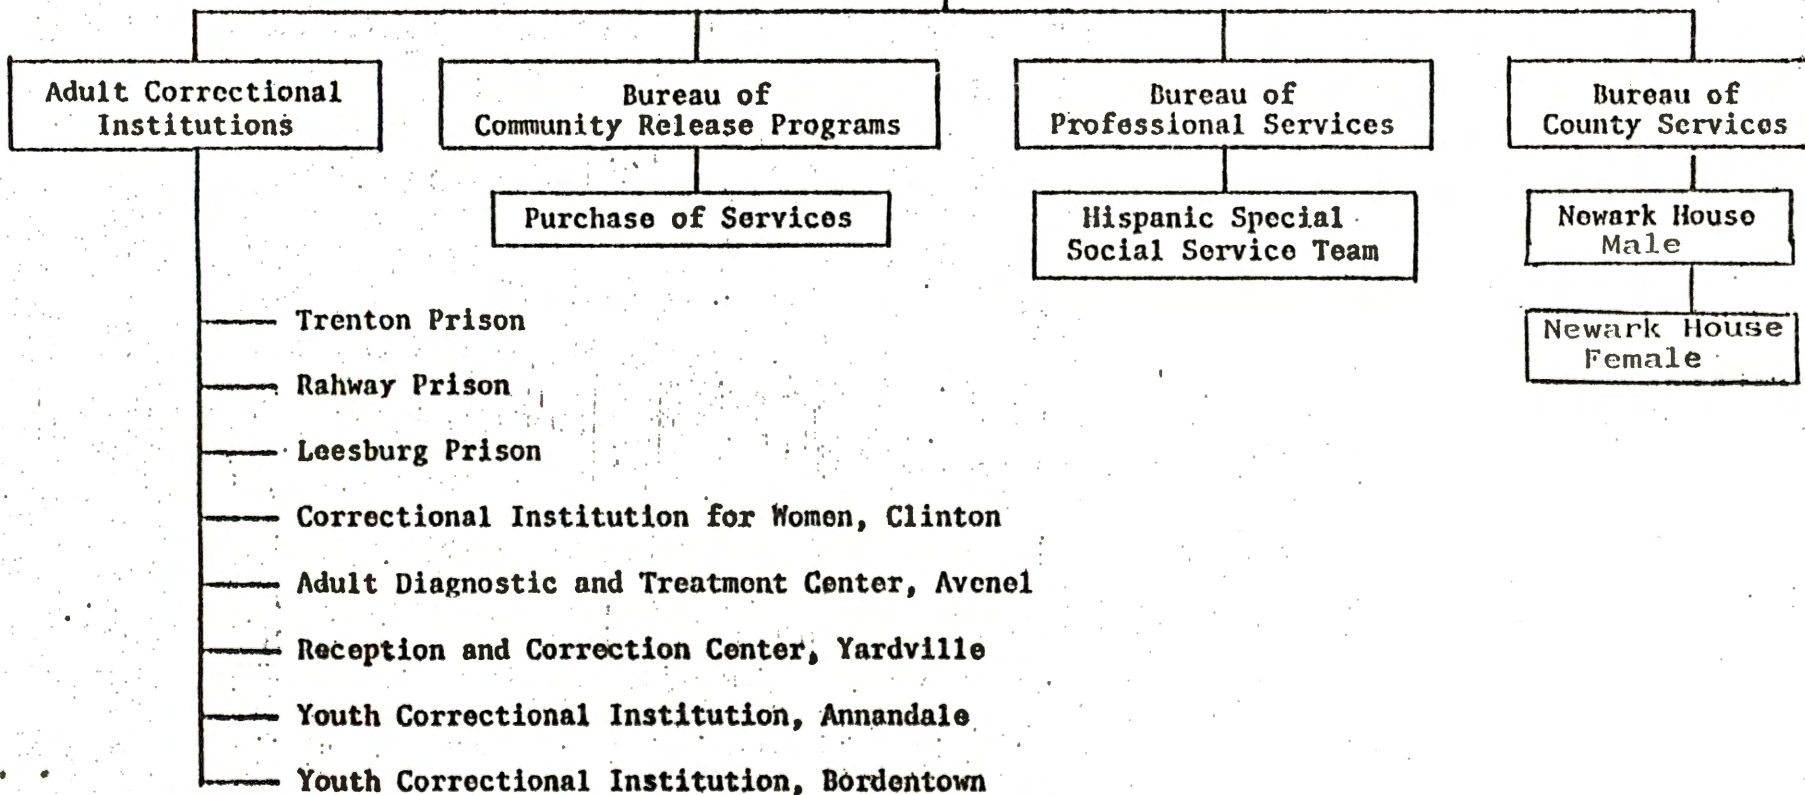 Adult Correctional
Institutions
Bureau of
Community Release Programs
Bureau of
Professional Services
Bureau of
County Services
Purchase of Services
Hispanic Special
Social Service Team
Newark House
Male
Newark House
Female
Trenton Prison
Rahway Prison
Leesburg Prison
Correctional Institution for Women, Clinton
Adult Diagnostic and Treatment Center, Avenel
Reception and Correction Center, Yardville
Youth Correctional Institution, Annandale
Youth Correctional Institution, Bordentown